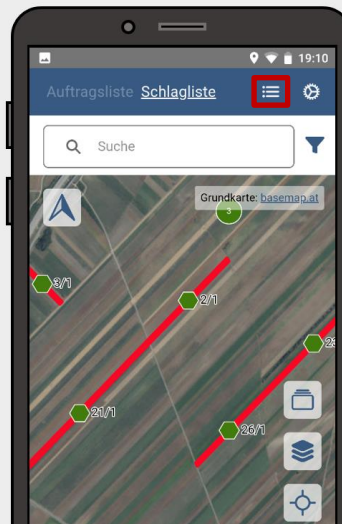 19:10
Auftragsliste Schlagliste
Suche
Grundkarte: basemap.at
3
3/1
2/1
21/1
26/1